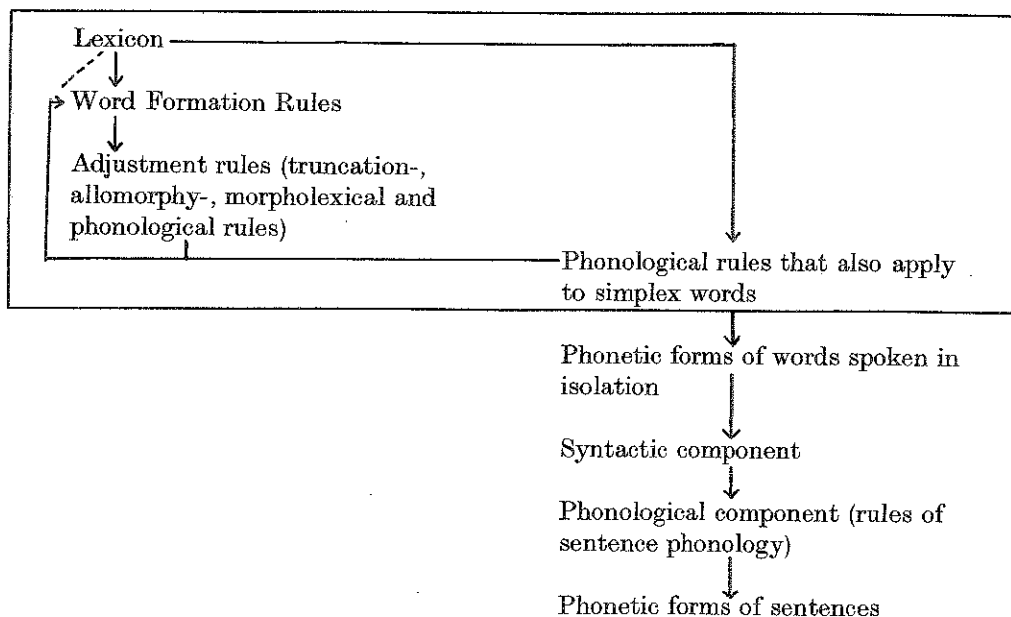 Lexicon
Word Formation Rules
Adjustment rules (truncation-,
allomorphy-, morpholexical and
phonological rules)
Phonological rules that also apply
to simplex words
Phonetic forms of words spoken in
isolation
Syntactic component
Phonological component (rules of
sentence phonology)
Phonetic forms of sentences